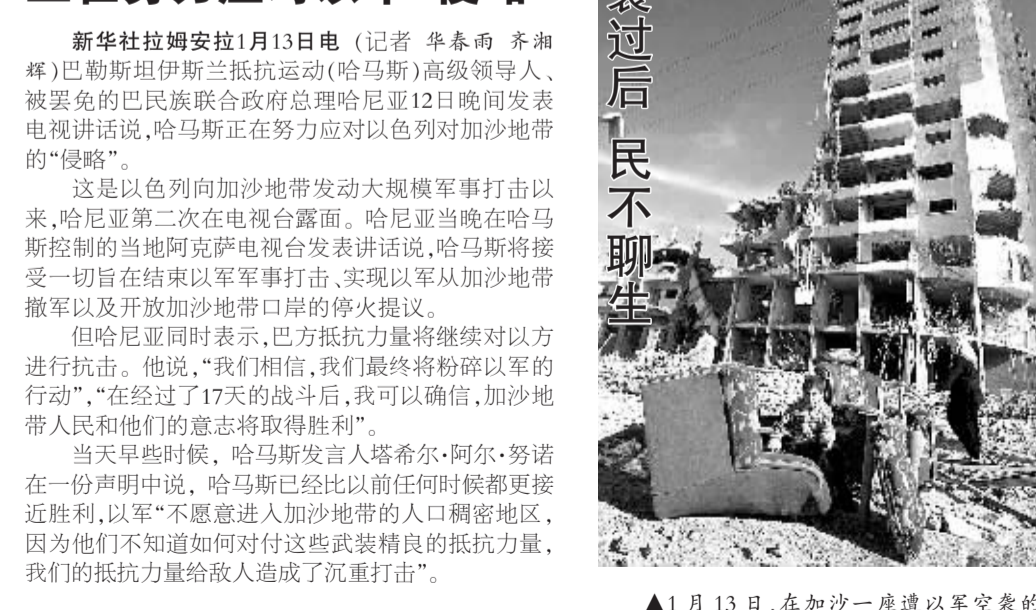 新华社拉姆安拉1月13日电 (记者 华春雨 齐湘
辉)巴勒斯坦伊斯兰抵抗运动(哈马斯)高级领导人、
被罢免的巴民族联合政府总理哈尼亚12日晚间发表
电视讲话说,哈马斯正在努力应对以色列对加沙地带
的“侵略”。
这是以色列向加沙地带发动大规模军事打击以
来,哈尼亚第二次在电视台露面。哈尼亚当晚在哈马
斯控制的当地阿克萨电视台发表讲话说,哈马斯将接
受一切旨在结束以军军事打击、实现以军从加沙地带
撤军以及开放加沙地带口岸的停火提议。
但哈尼亚同时表示,巴方抵抗力量将继续对以方
进行抗击。他说,“我们相信,我们最终将粉碎以军的
行动”,“在经过了17天的战斗后,我可以确信,加沙地
带人民和他们的意志将取得胜利”。
当天早些时候, 哈马斯发言人塔希尔·阿尔·努诺
在一份声明中说, 哈马斯已经比以前任何时候都更接
近胜利,以军“不愿意进入加沙地带的人口稠密地区,
因为他们不知道如何对付这些武装精良的抵抗力量,
我们的抵抗力量给敌人造成了沉重打击”。
袭过后 民不聊生
▲1月13日,在加沙一座遭以军空袭的